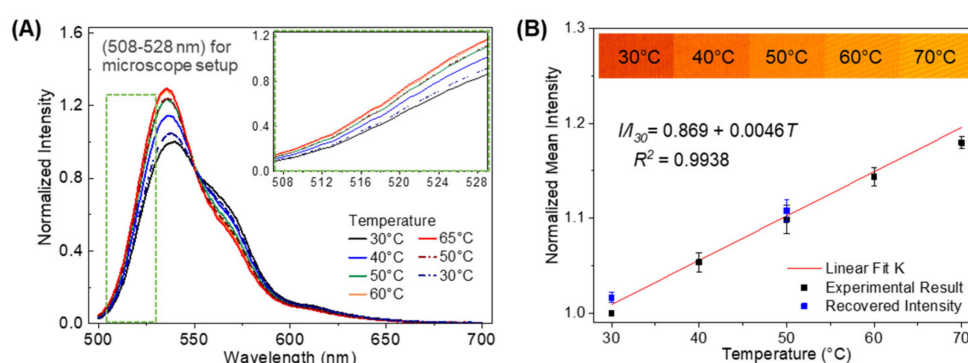 (A)
(508-528 nm) for
microscope setup
Normalized Intensity
1.6
1.2
0.8
0.4
0.0
500
550
600
650
700
Wavelength (nm)
1.2
0.8
0.4
0.0
508
512
516
520
524
528
Temperature
30°C
65°C
40°C
50°C
50°C
30°C
60°C
(B)
Normalized Mean Intensity
1.3
1.2
1.1
1.0
30
40
50
60
70
Temperature (°C)
30°C 40°C 50°C 60°C 70°C
I/I30= 0.869 + 0.0046T
R² = 0.9938
Linear Fit K
Experimental Result
Recovered Intensity